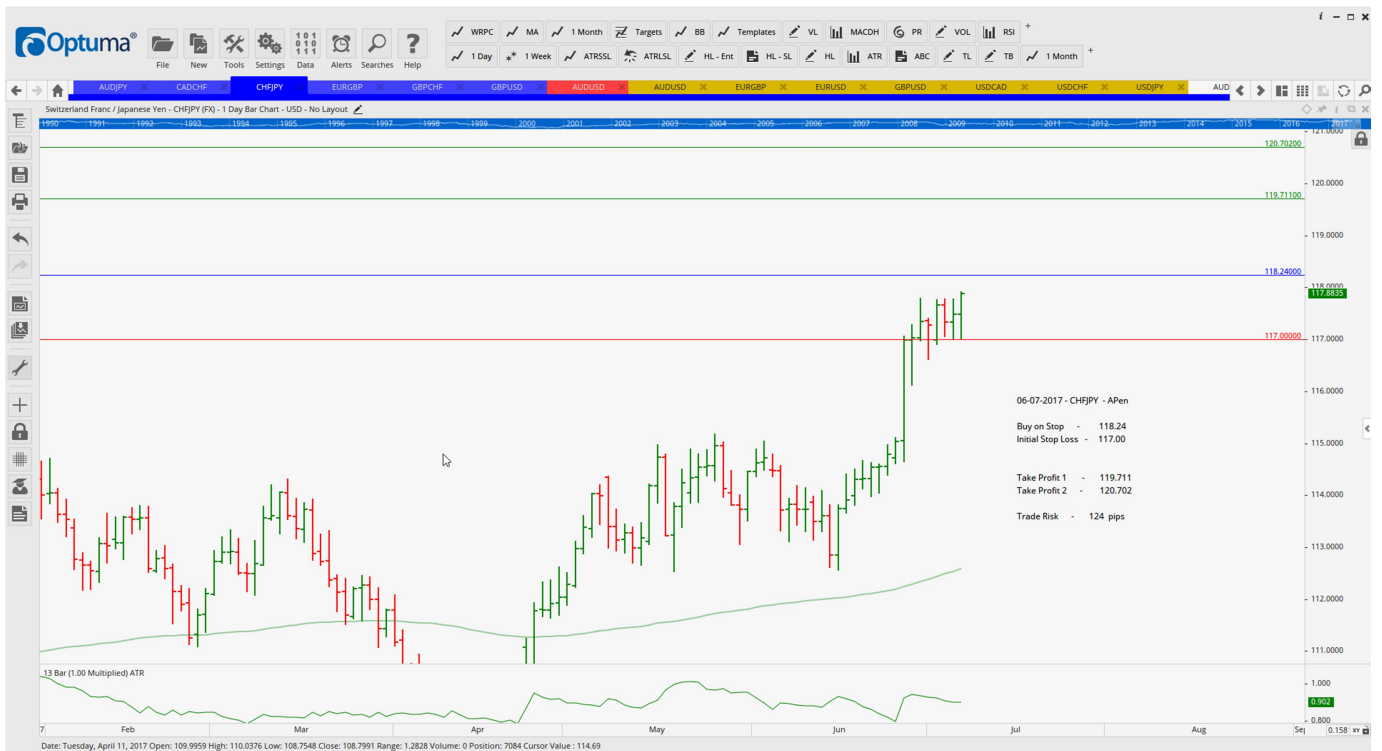 i
Optuma®
File New Tools Settings Data Alerts Searches Help
WRPC MA 1 Month Targets BB Templates VL MACDH PR VOL RSI +
1 Day 1 Week ATRSSL ATRLSL HL - Ent HL - SL HL ATR ABC TL TB 1 Month +
AUDJPY CADCHF CHFJPY EURGBP GBPCHF GBPUSD AUDUSD AUDUSD EURGBP EURUSD GBPUSD USDCAD USDCHF USDJPY AUD
Switzerland Franc / Japanese Yen - CHFJPY (FX) - 1 Day Bar Chart - USD - No Layout
1990 1991 1992 1993 1994 1995 1996 1997 1998 1999 2000 2001 2002 2003 2004 2005 2006 2007 2008 2009 2010 2011 2012 2013 2014 2015 2016 2017
121.0000
120.70200
120.0000
119.71100
119.0000
118.24000
118.0000
117.8835
117.00000
117.0000
116.0000
06-07-2017 - CHFJPY - APen
Buy on Stop - 118.24
Initial Stop Loss - 117.00
115.0000
Take Profit 1 - 119.711
Take Profit 2 - 120.702
114.0000
Trade Risk - 124 pips
113.0000
112.0000
111.0000
13 Bar (1.00 Multiplied) ATR
1.000
0.902
0.800
7 Feb Mar Apr May Jun Jul Aug Se
0.158 XY
Date: Tuesday, April 11, 2017 Open: 109.9959 High: 110.0376 Low: 108.7548 Close: 108.7991 Range: 1.2828 Volume: 0 Position: 7084 Cursor Value : 114.69